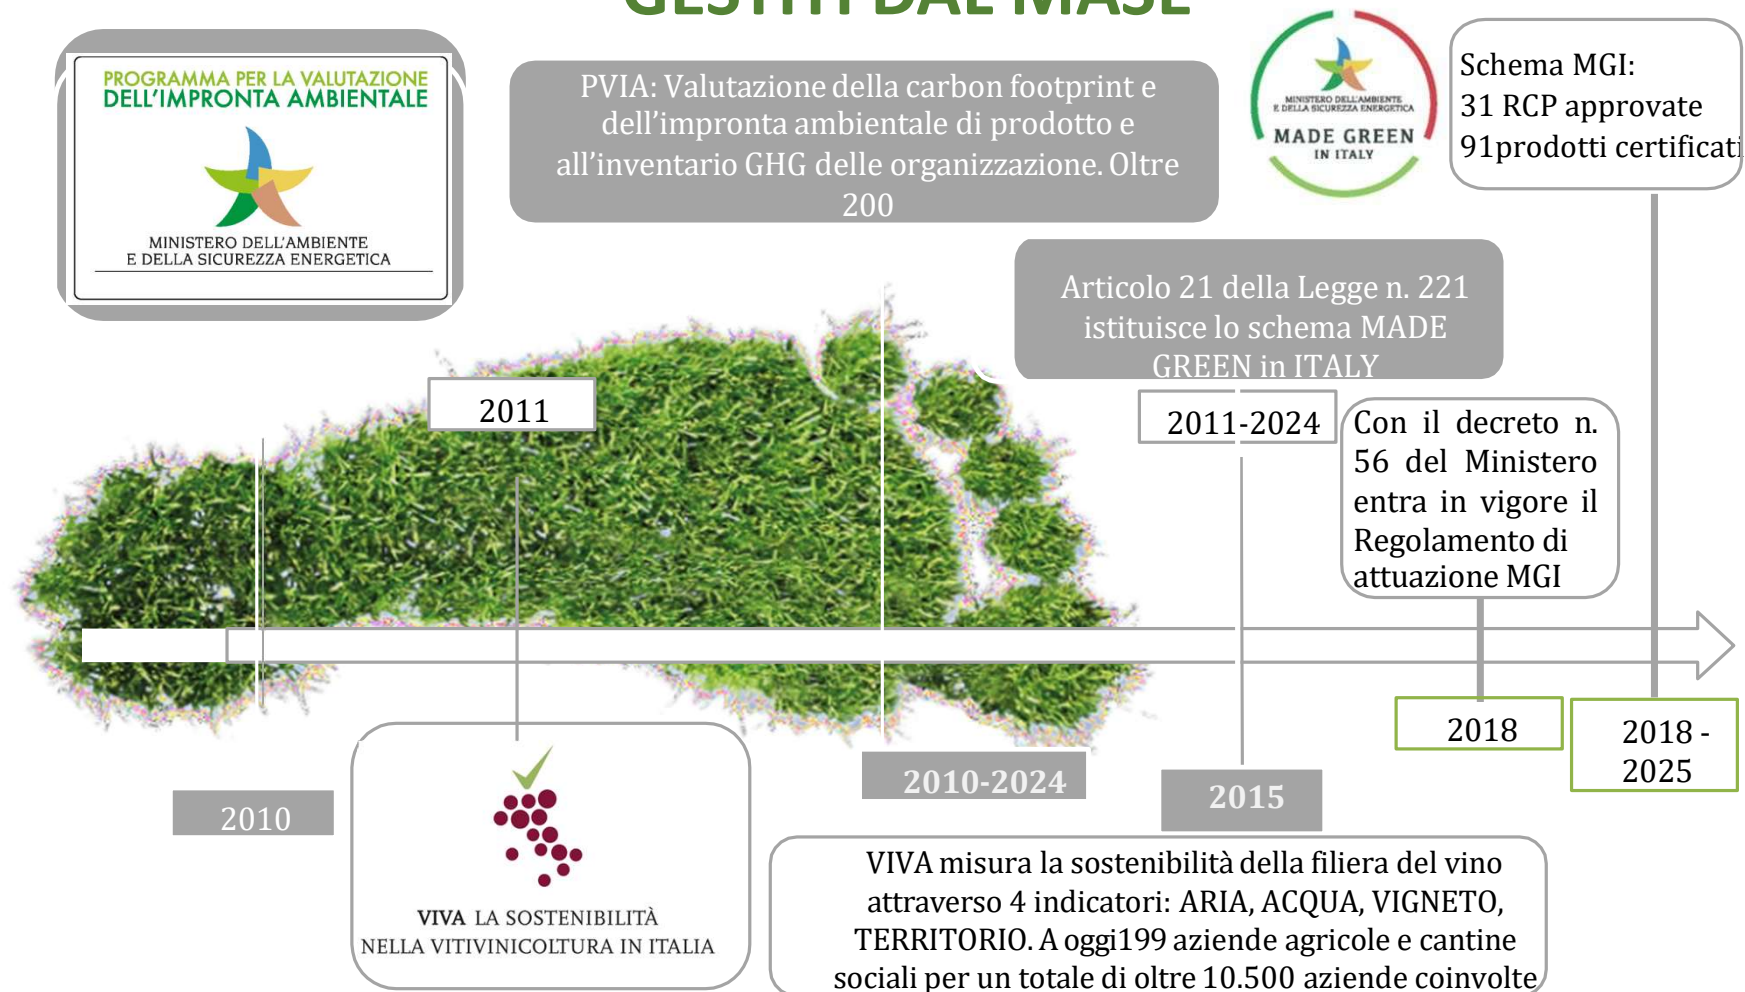 GESTITI DAL MASE
PROGRAMMA PER LA VALUTAZIONE
DELL'IMPRONTA AMBIENTALE
MINISTERO DELL'AMBIENTE
E DELLA SICUREZZA ENERGETICA
PVIA: Valutazione della carbon footprint e
dell'impronta ambientale di prodotto e
all'inventario GHG delle organizzazione. Oltre
200
MINISTERO DELL'AMBIENTE
E DELLA SICUREZZA ENERGETICA
MADE GREEN
IN ITALY
Schema MGI:
31 RCP approvate
91prodotti certificati
Articolo 21 della Legge n. 221
istituisce lo schema MADE
GREEN in ITALY
2011
2011-2024
Con il decreto n.
56 del Ministero
entra in vigore il
Regolamento di
attuazione MGI
2018
2018 -
2025
2010-2024
2015
2010
VIVA LA SOSTENIBILITÀ
NELLA VITIVINICOLTURA IN ITALIA
VIVA misura la sostenibilità della filiera del vino
attraverso 4 indicatori: ARIA, ACQUA, VIGNETO,
TERRITORIO. A oggi199 aziende agricole e cantine
sociali per un totale di oltre 10.500 aziende coinvolte